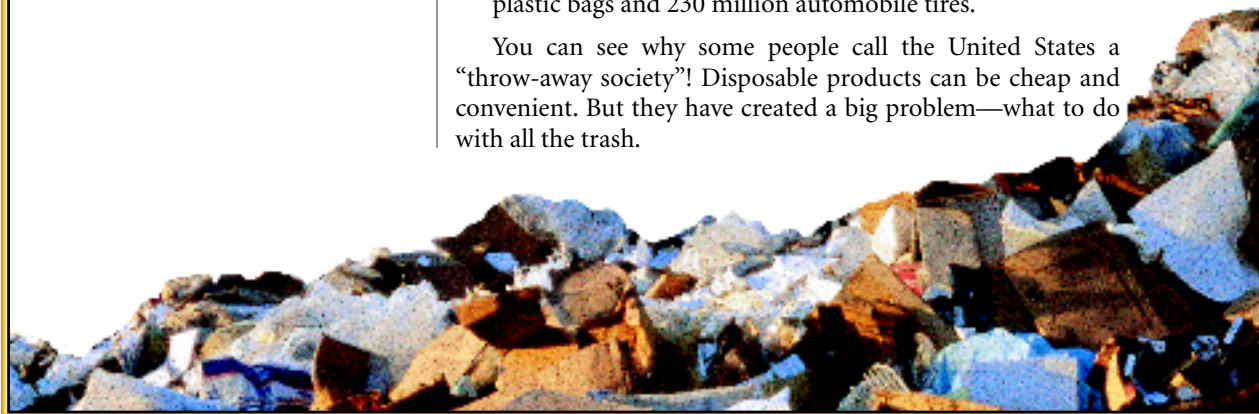 plastic bags and 230 million automobile tires.
You can see why some people call the United States a
“throw-away society”! Disposable products can be cheap and
convenient. But they have created a big problem—what to do
with all the trash.